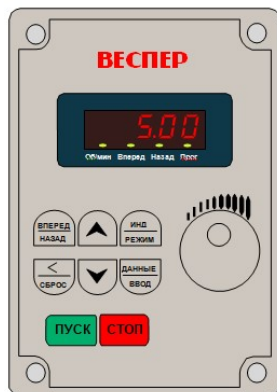 ВЕСПЕР
5.00
Об/мин Вперед Назад Прог
ВПЕРЕД
НАЗАД
ИНД
РЕЖИМ
<
СБРОС
ДАННЫЕ
ВВОД
ПУСК СТОП